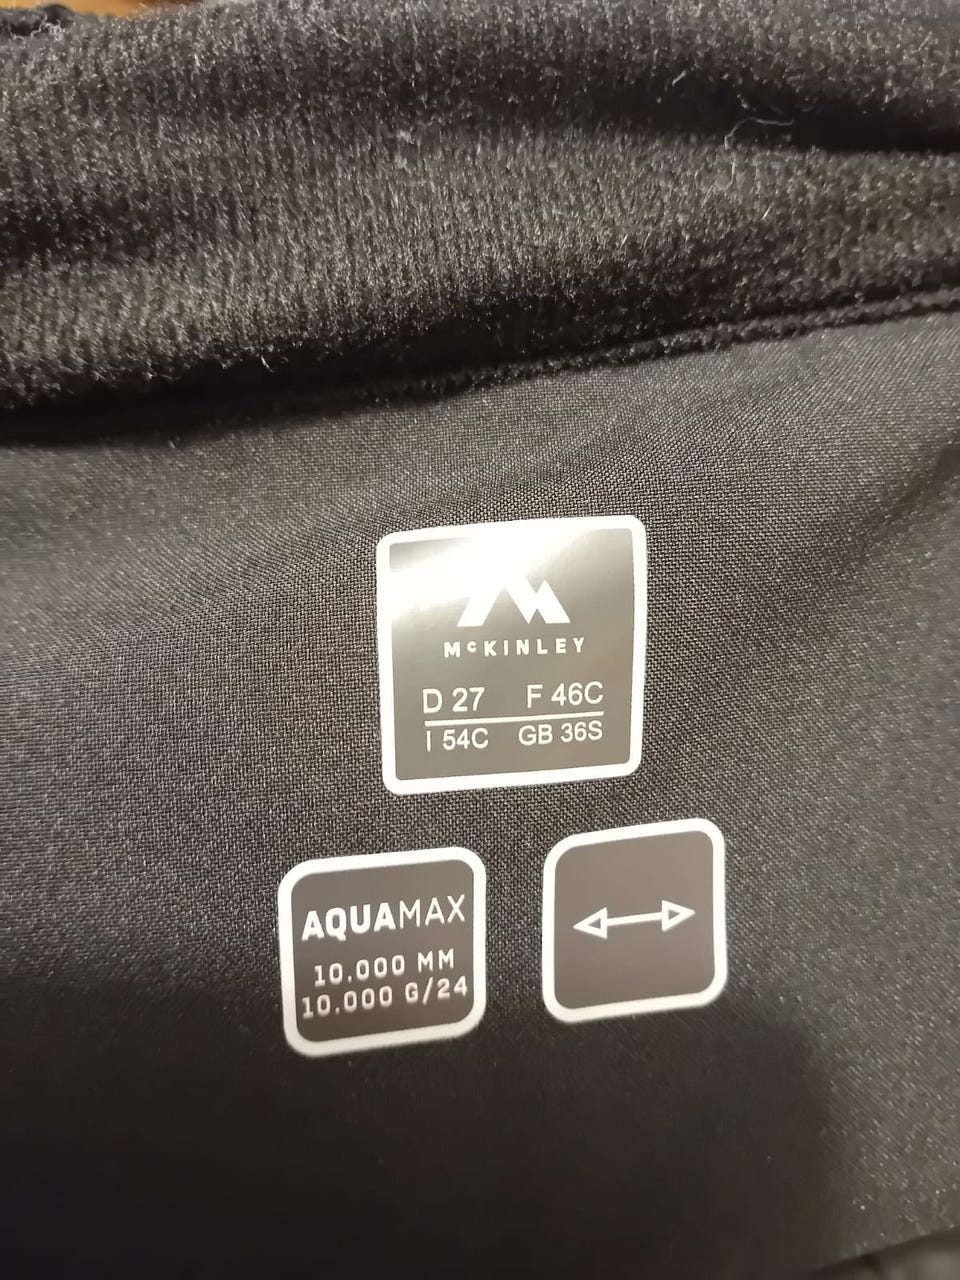 McKINLEY
D 27 F 46C
I 54C GB 36S
AQUAMAX
10,000 MM
10,000 G/24